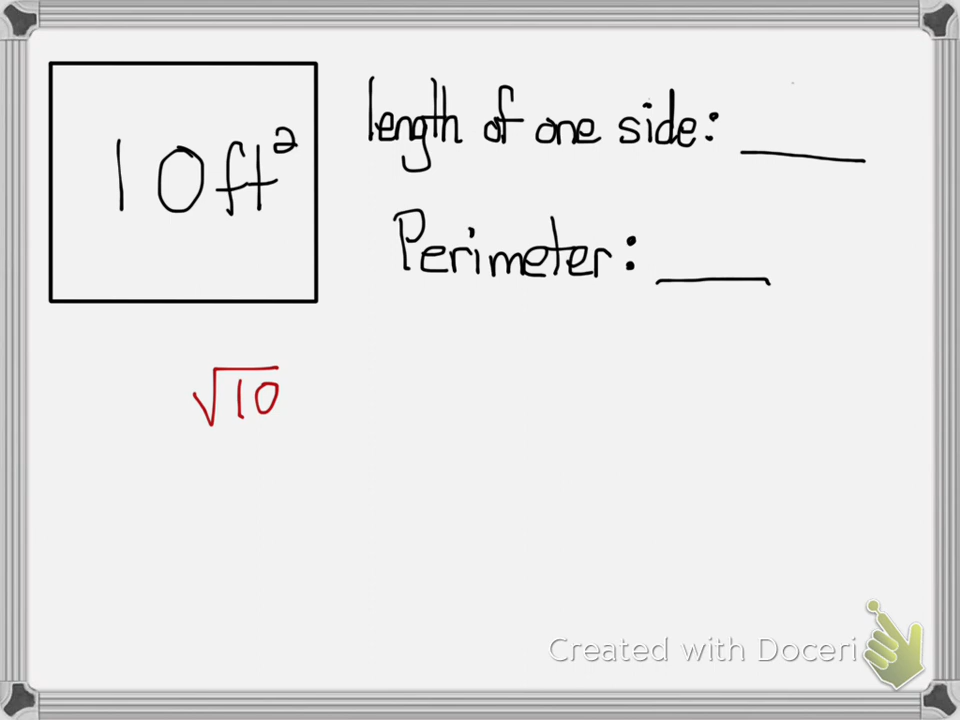 10ft²
length of one side: ____
Perimeter: ____
√10
Created with Doceri